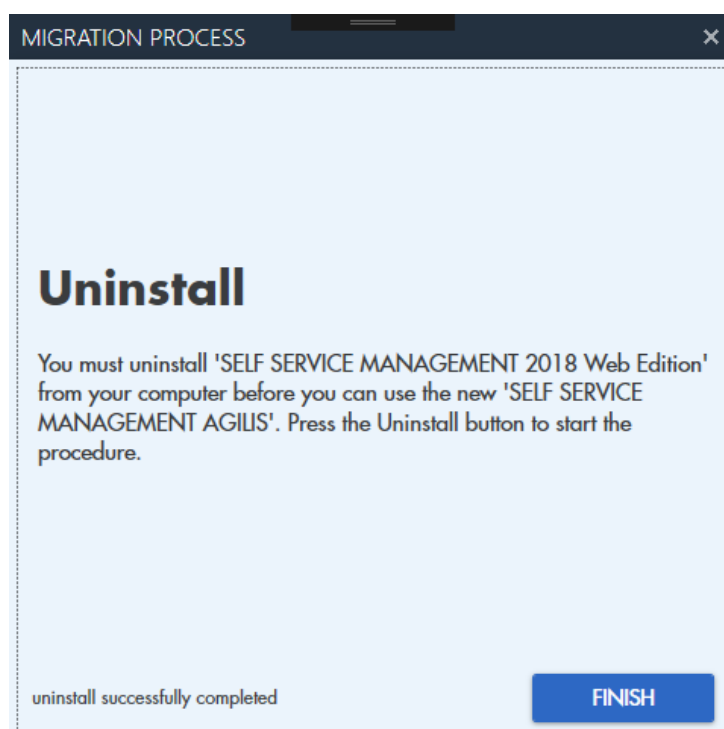 MIGRATION PROCESS
Uninstall
You must uninstall 'SELF SERVICE MANAGEMENT 2018 Web Edition'
from your computer before you can use the new 'SELF SERVICE
MANAGEMENT AGILIS'. Press the Uninstall button to start the
procedure.
uninstall successfully completed
FINISH